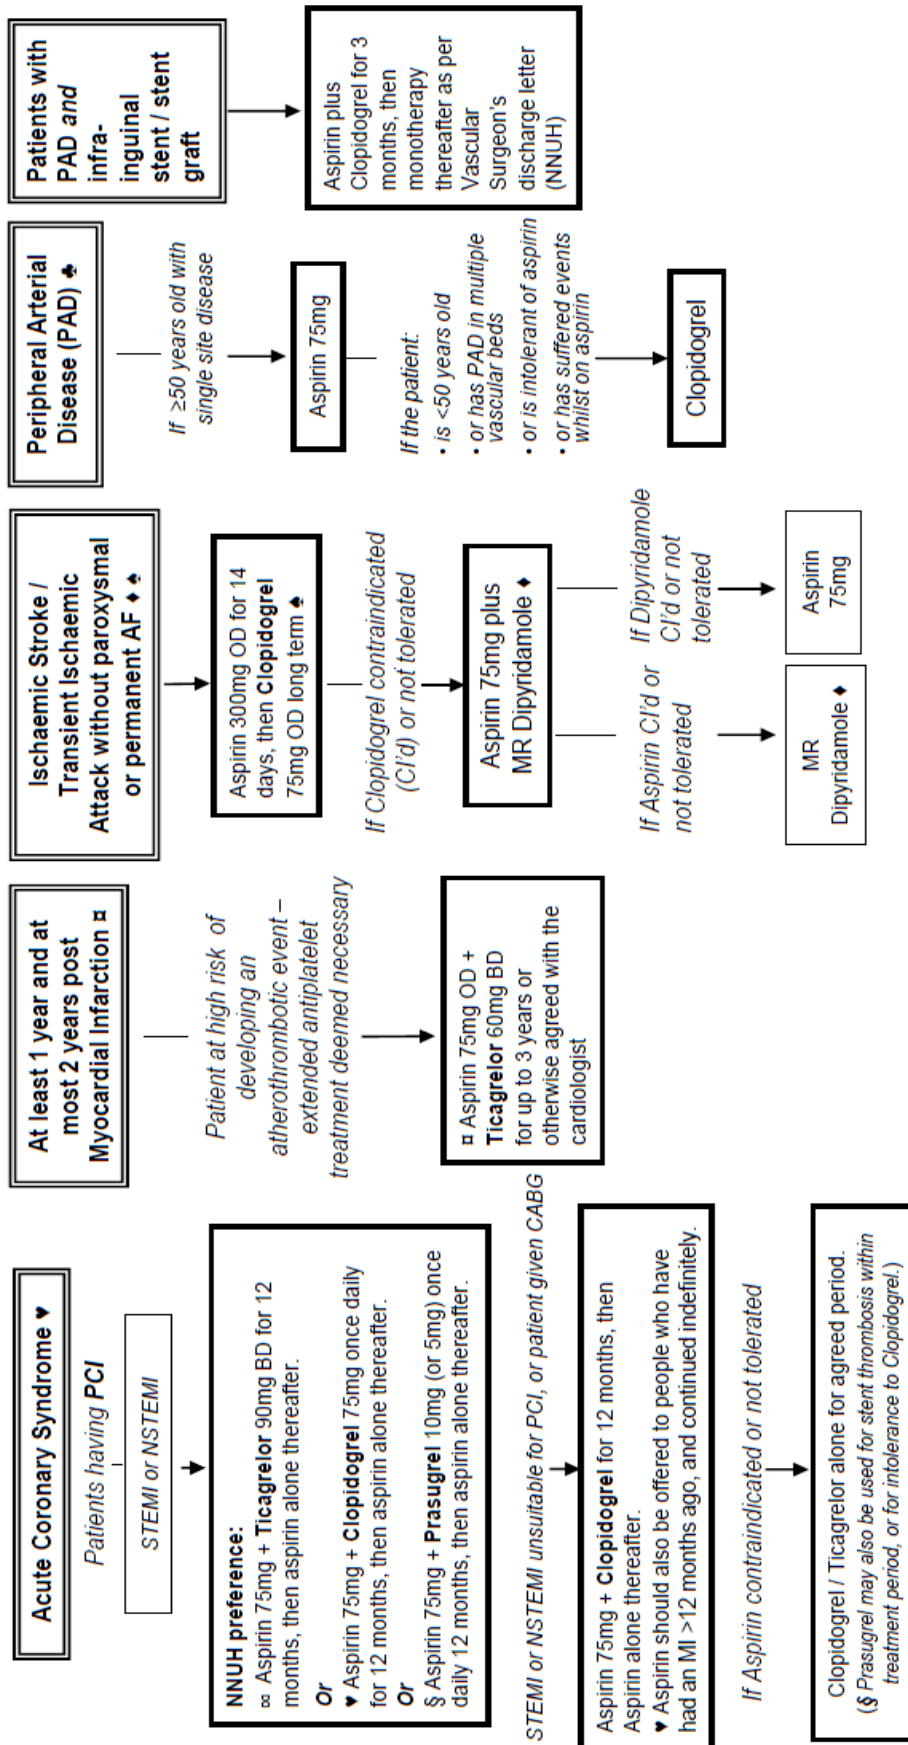 Acute Coronary Syndrome ♥
Patients having PCI
STEMI or NSTEMI
NNUH preference:
¤¤ Aspirin 75mg + Ticagrelor 90mg BD for 12
months, then aspirin alone thereafter.
Or
♥ Aspirin 75mg + Clopidogrel 75mg once daily
for 12 months, then aspirin alone thereafter.
Or
§ Aspirin 75mg + Prasugrel 10mg (or 5mg) once
daily 12 months, then aspirin alone thereafter.
STEMI or NSTEMI unsuitable for PCI, or patient given CABG
Aspirin 75mg + Clopidogrel for 12 months, then
Aspirin alone thereafter.
♥ Aspirin should also be offered to people who have
had an MI >12 months ago, and continued indefinitely.
If Aspirin contraindicated or not tolerated
Clopidogrel / Ticagrelor alone for agreed period.
(§ Prasugrel may also be used for stent thrombosis within
treatment period, or for intolerance to Clopidogrel.)
At least 1 year and at
most 2 years post
Myocardial Infarction ¤
Patient at high risk of
developing an
atherothrombotic event –
extended antiplatelet
treatment deemed necessary
¤ Aspirin 75mg OD +
Ticagrelor 60mg BD
for up to 3 years or
otherwise agreed with the
cardiologist
Ischaemic Stroke /
Transient Ischaemic
Attack without paroxysmal
or permanent AF ♦ ♠
Aspirin 300mg OD for 14
days, then Clopidogrel
75mg OD long term ♠
If Clopidogrel contraindicated
(CI'd) or not tolerated
Aspirin 75mg plus
MR Dipyridamole ♦
If Aspirin CI'd or
not tolerated
MR
Dipyridamole ♦
If Dipyridamole
CI'd or not
tolerated
Aspirin
75mg
Peripheral Arterial
Disease (PAD) ♣
If ≥50 years old with
single site disease
Aspirin 75mg
If the patient:
• is <50 years old
• or has PAD in multiple
vascular beds
• or is intolerant of aspirin
• or has suffered events
whilst on aspirin
Clopidogrel
Patients with
PAD and
infra-
inguinal
stent / stent
graft
Aspirin plus
Clopidogrel for 3
months, then
monotherapy
thereafter as per
Vascular
Surgeon's
discharge letter
(NNUH)